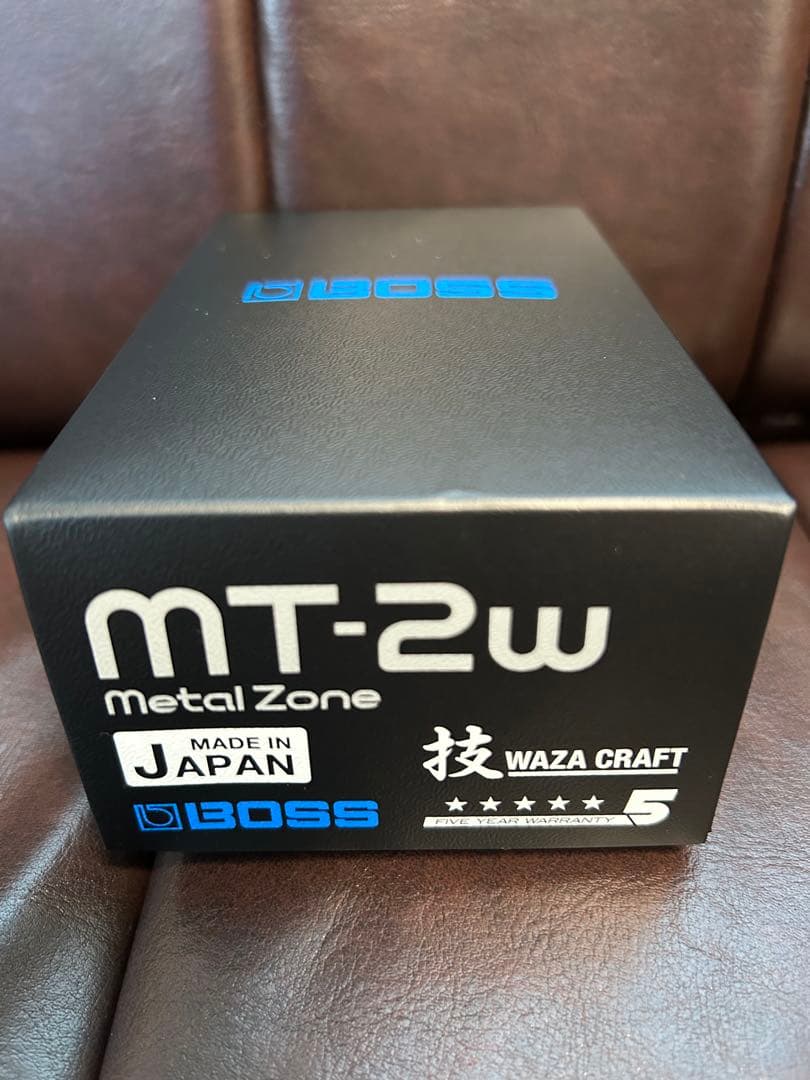 BOSS
MT-2w
Metal Zone
MADE IN
JAPAN
技 WAZA CRAFT
BOSS
FIVE YEAR WARRANTY 5